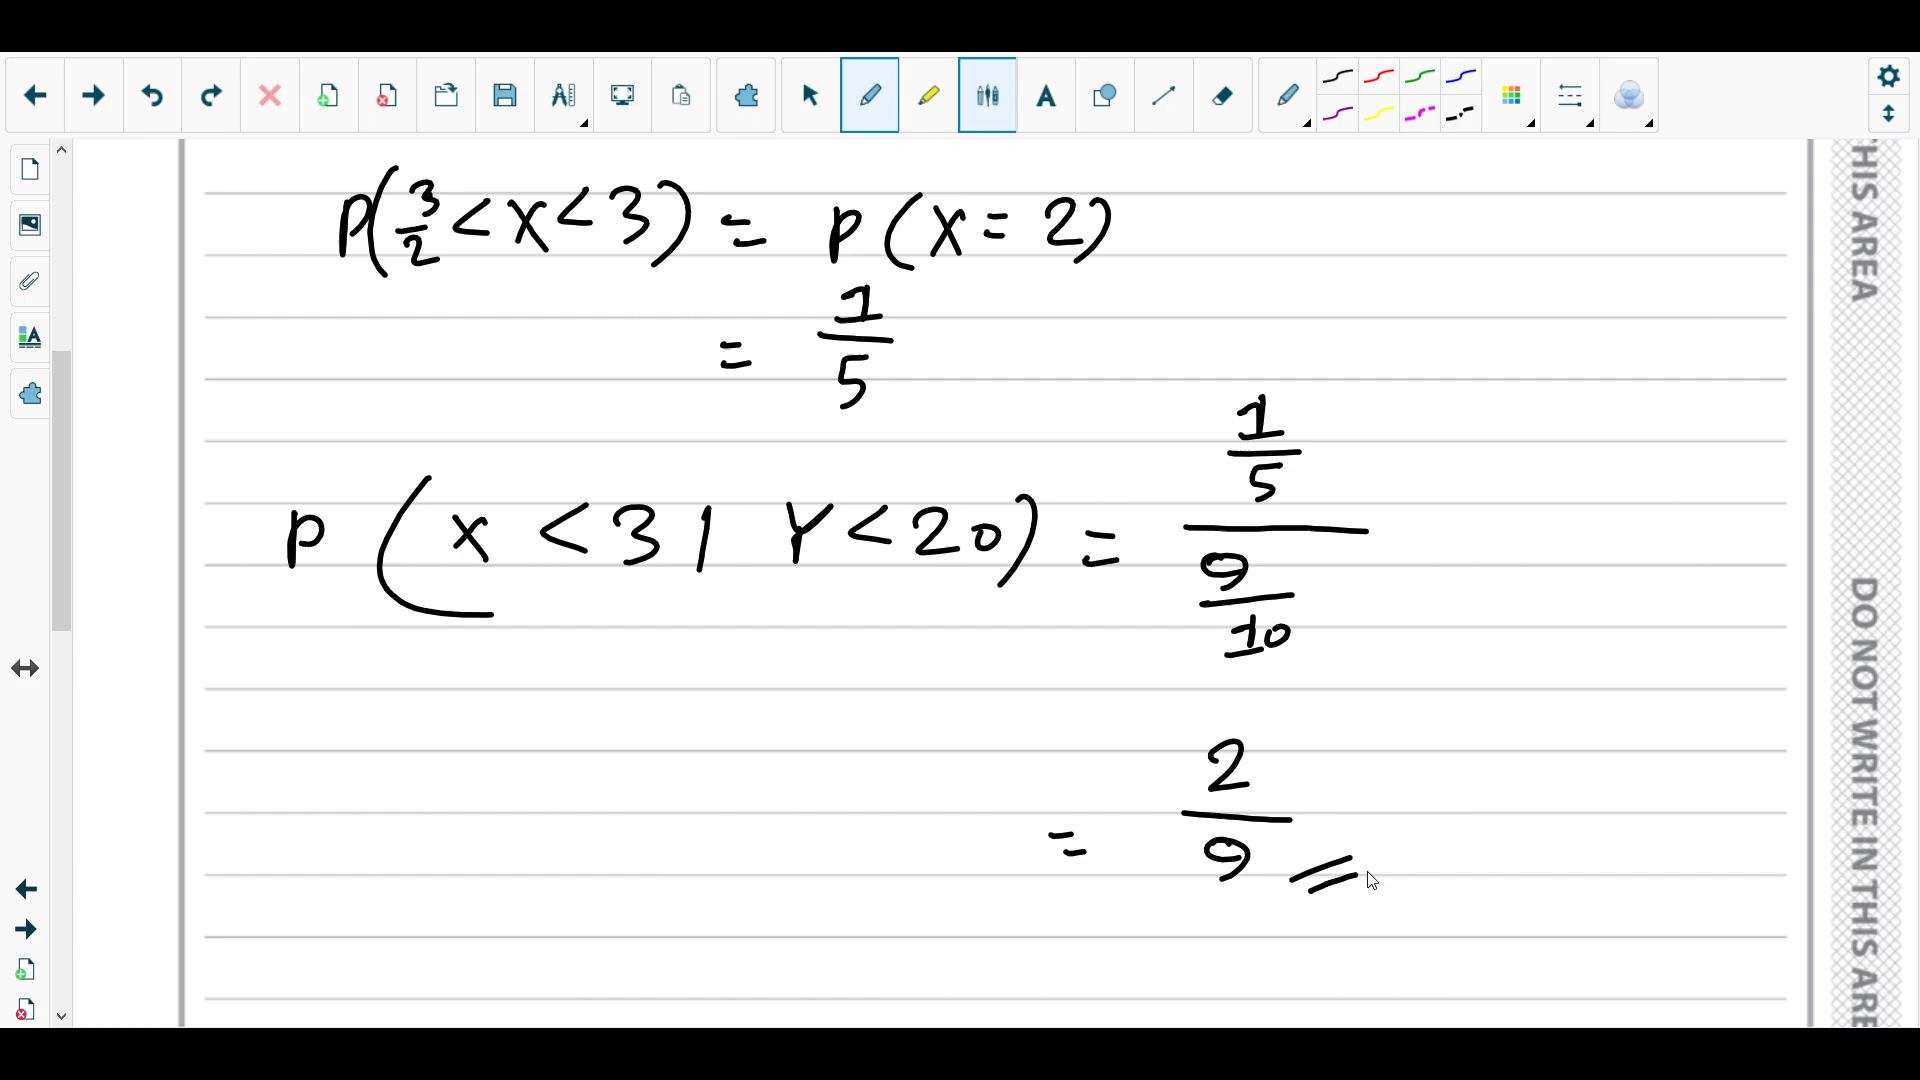 P(3/2 < X < 3) = P(X = 2)
= 1/5
P(X < 3 | Y < 20) = (1/5)/(9/10)
= 2/9
HIS AREA
DO NOT WRITE IN THIS ARE